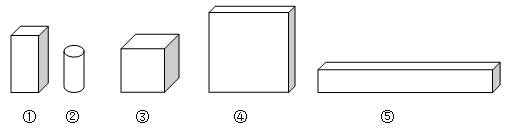 ① ② ③ ④ ⑤